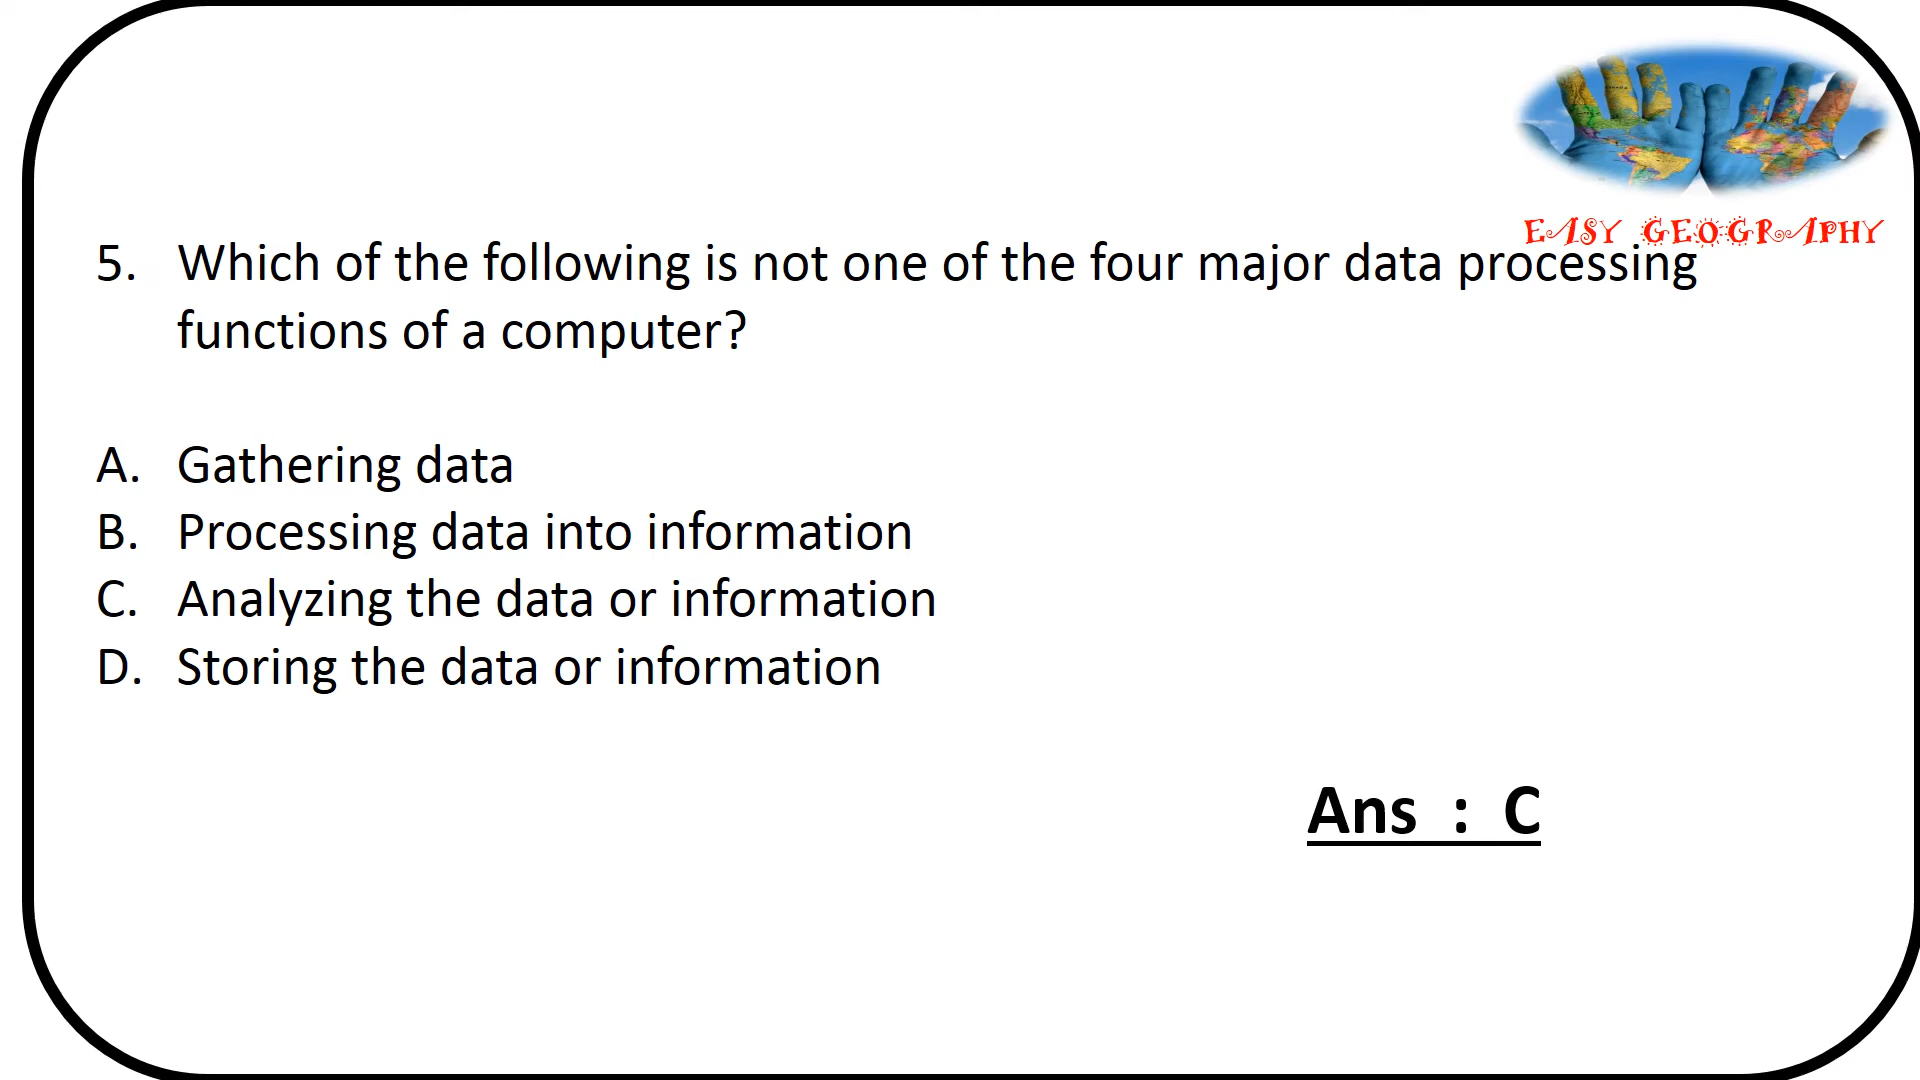 EASY GEOGRAPHY
5. Which of the following is not one of the four major data processing
functions of a computer?
A. Gathering data
B. Processing data into information
C. Analyzing the data or information
D. Storing the data or information
Ans : C